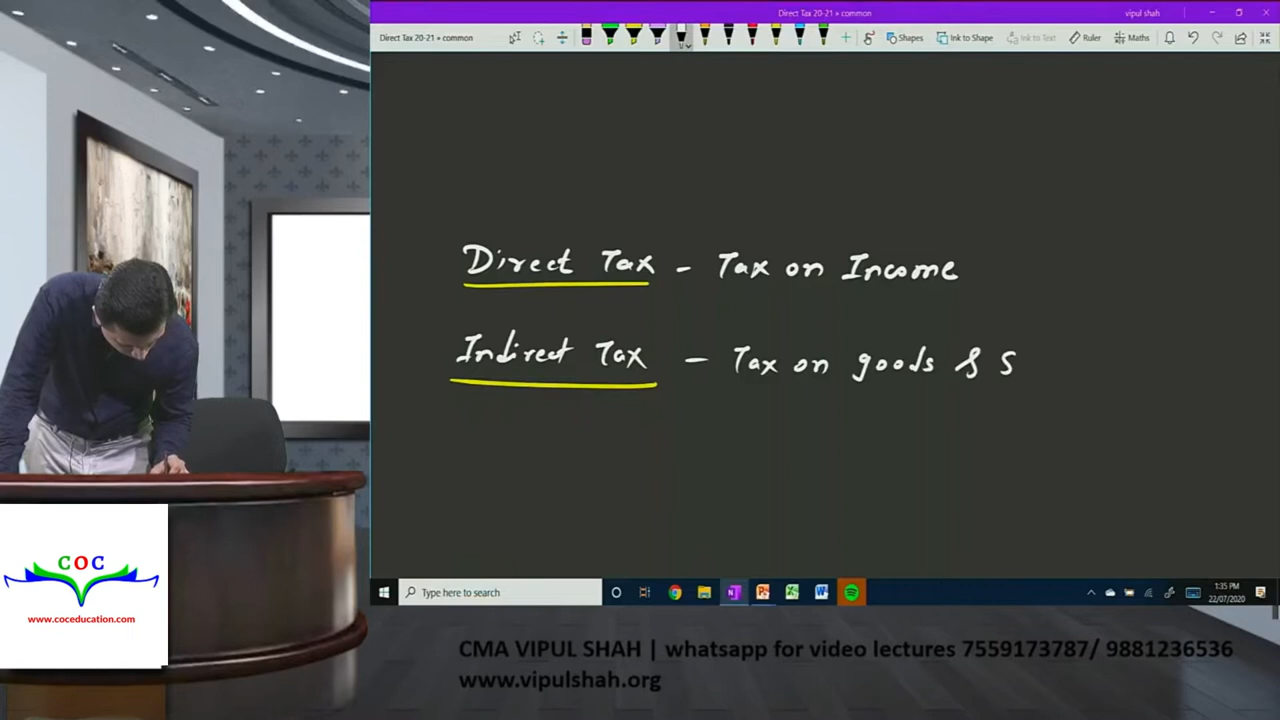 Direct Tax 20-21 » common
vipul shah
Direct Tax 20-21 » common
Shapes
Ink to Shape
Ink to Text
Ruler
Maths
Direct Tax - Tax on Income
Indirect Tax - Tax on goods & S
COC
www.coceducation.com
Type here to search
1:35 PM
22/07/2020
CMA VIPUL SHAH | whatsapp for video lectures 7559173787/ 9881236536
www.vipulshah.org